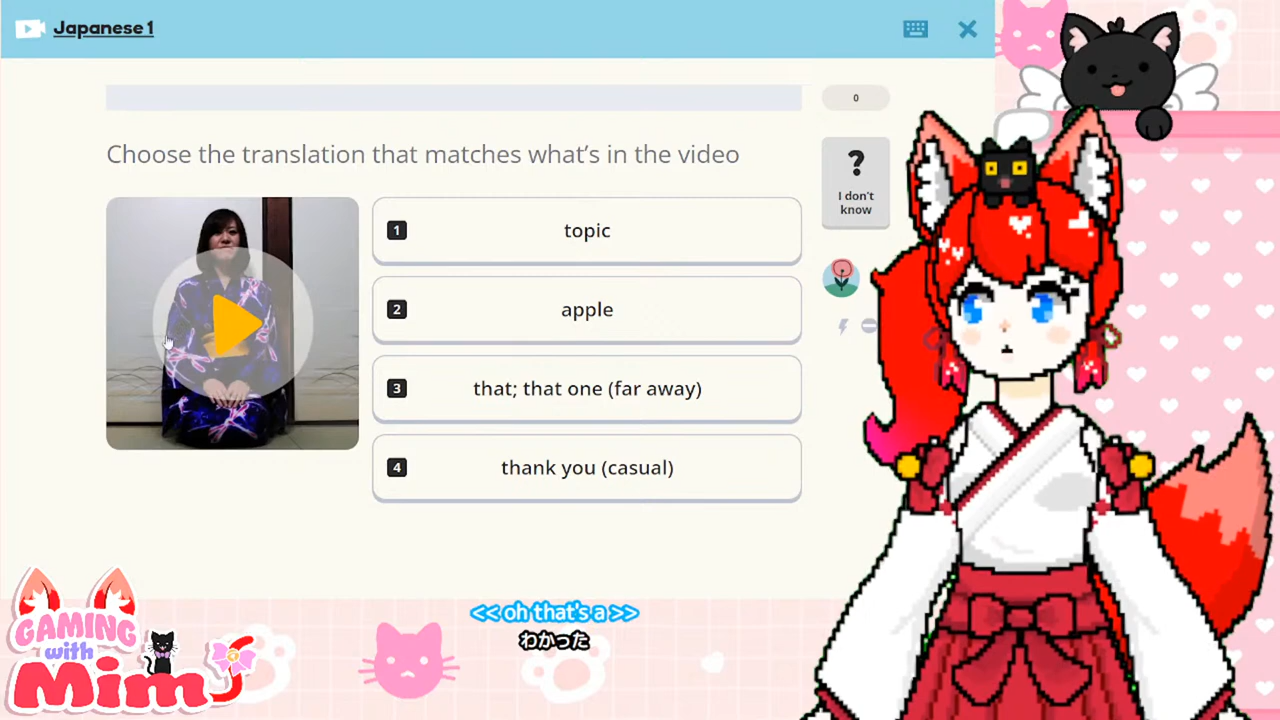 Japanese 1
0
Choose the translation that matches what's in the video
?
I don't
know
1 topic
2 apple
3 that; that one (far away)
4 thank you (casual)
GAMING
with
Mim
<< oh that's a >>
わかった